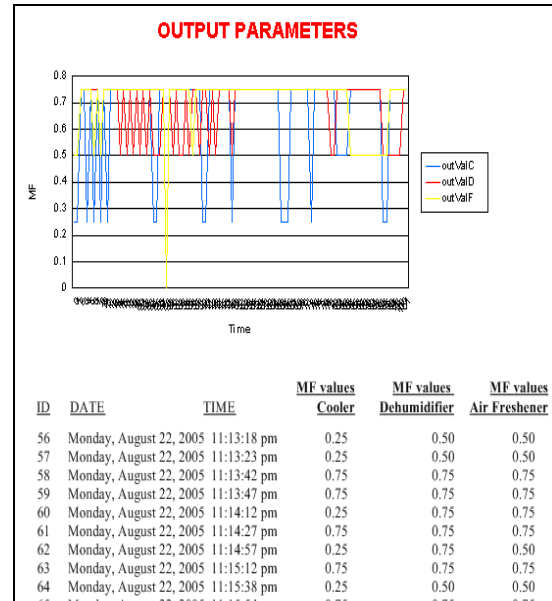 OUTPUT PARAMETERS
0.8
0.7
0.6
0.5
0.4
0.3
0.2
0.1
0
MF
Time
outValC
outValD
outValF
MF values MF values MF values
ID DATE TIME Cooler Dehumidifier Air Freshener
56 Monday, August 22, 2005 11:13:18 pm 0.25 0.50 0.50
57 Monday, August 22, 2005 11:13:23 pm 0.25 0.50 0.50
58 Monday, August 22, 2005 11:13:42 pm 0.75 0.75 0.75
59 Monday, August 22, 2005 11:13:47 pm 0.75 0.75 0.75
60 Monday, August 22, 2005 11:14:12 pm 0.25 0.75 0.75
61 Monday, August 22, 2005 11:14:27 pm 0.75 0.75 0.75
62 Monday, August 22, 2005 11:14:57 pm 0.25 0.75 0.50
63 Monday, August 22, 2005 11:15:12 pm 0.75 0.75 0.75
64 Monday, August 22, 2005 11:15:38 pm 0.25 0.50 0.50